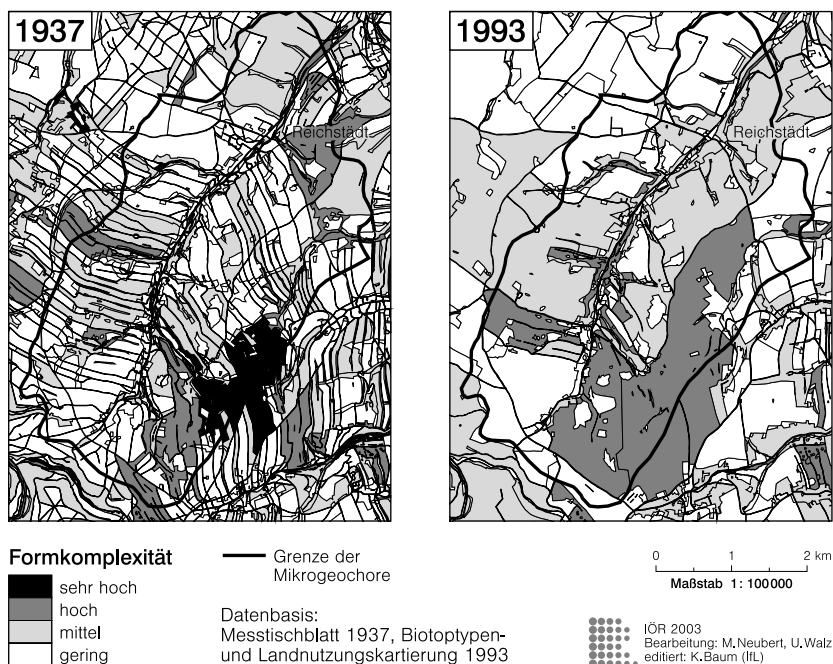 1937
1993
Reichstädt
Reichstädt
Formkomplexität
sehr hoch
hoch
mittel
gering
Grenze der
Mikrogeochore
Datenbasis:
Messtischblatt 1937, Biotoptypen-
und Landnutzungskartierung 1993
0 1 2 km
Maßstab 1 : 100000
IÖR 2003
Bearbeitung: M.Neubert, U.Walz
editiert: K.Baum (IfL)